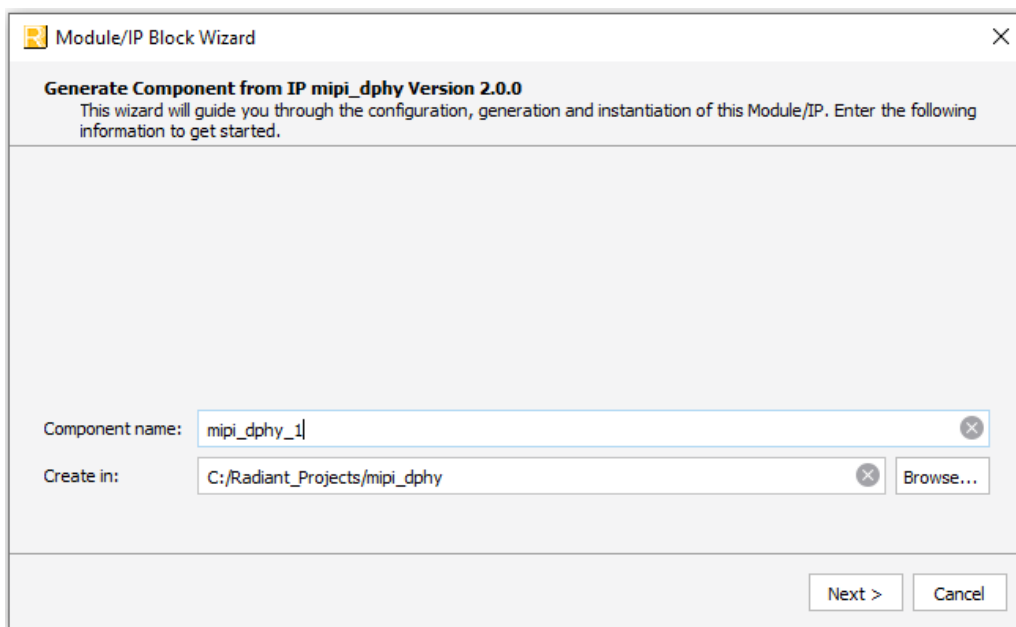 Module/IP Block Wizard
Generate Component from IP mipi_dphy Version 2.0.0
This wizard will guide you through the configuration, generation and instantiation of this Module/IP. Enter the following
information to get started.
Component name: mipi_dphy_1
Create in: C:/Radiant_Projects/mipi_dphy Browse...
Next > Cancel